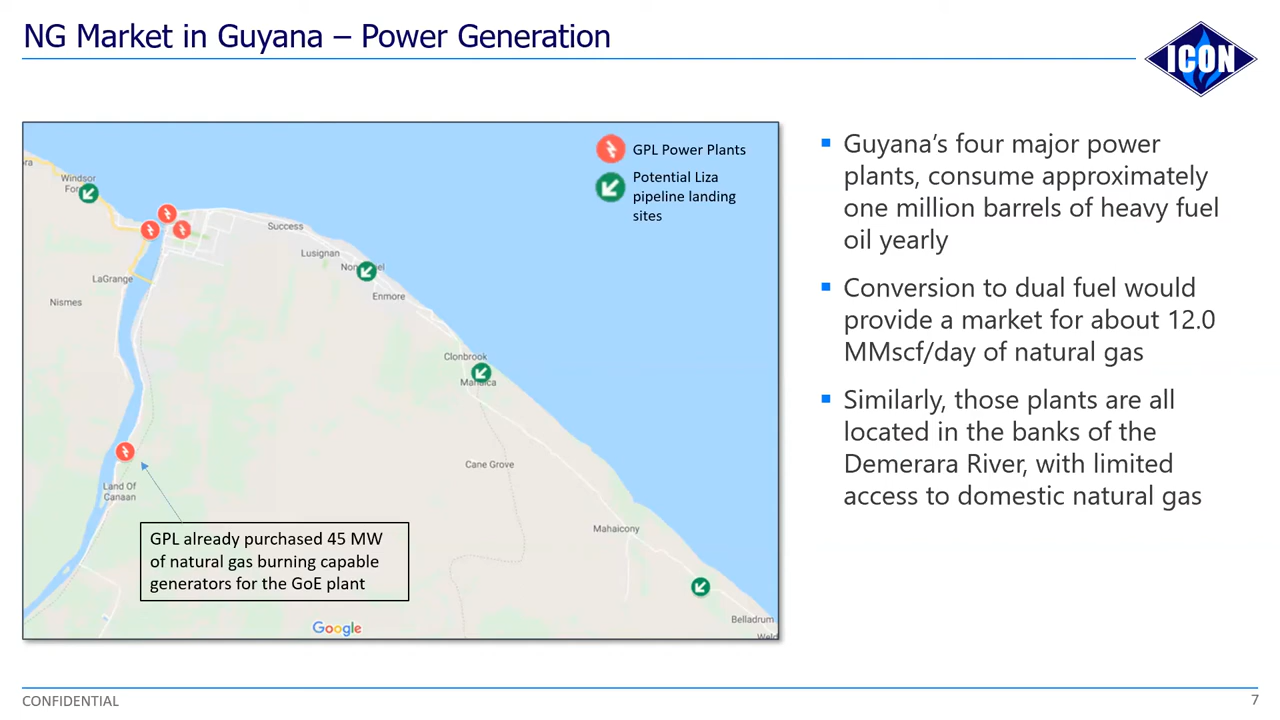 NG Market in Guyana – Power Generation
ICON
GPL Power Plants
Potential Liza
pipeline landing
sites
Windsor
LaGrange
Nismes
Success
Lusignan
Enmore
Clonbrook
Mahaica
Cane Grove
Land Of
Canaan
Mahaicony
Belladrum
GPL already purchased 45 MW
of natural gas burning capable
generators for the GoE plant
Google
▪ Guyana’s four major power
plants, consume approximately
one million barrels of heavy fuel
oil yearly
▪ Conversion to dual fuel would
provide a market for about 12.0
MMscf/day of natural gas
▪ Similarly, those plants are all
located in the banks of the
Demerara River, with limited
access to domestic natural gas
CONFIDENTIAL
7